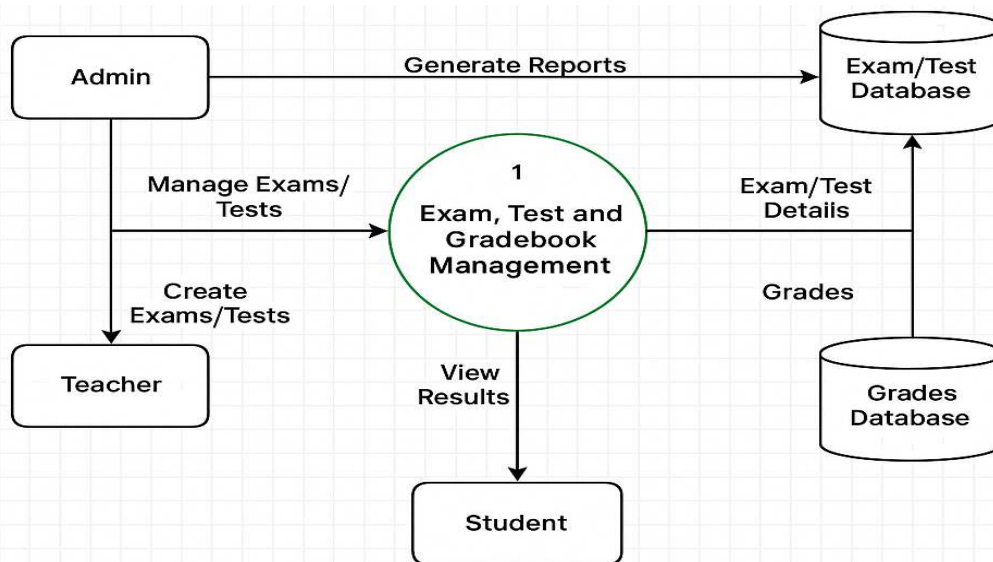 Admin
Generate Reports
Exam/Test
Database
Manage Exams/
Tests
1
Exam, Test and
Gradebook
Management
Exam/Test
Details
Create
Exams/Tests
Grades
Teacher
View
Results
Grades
Database
Student